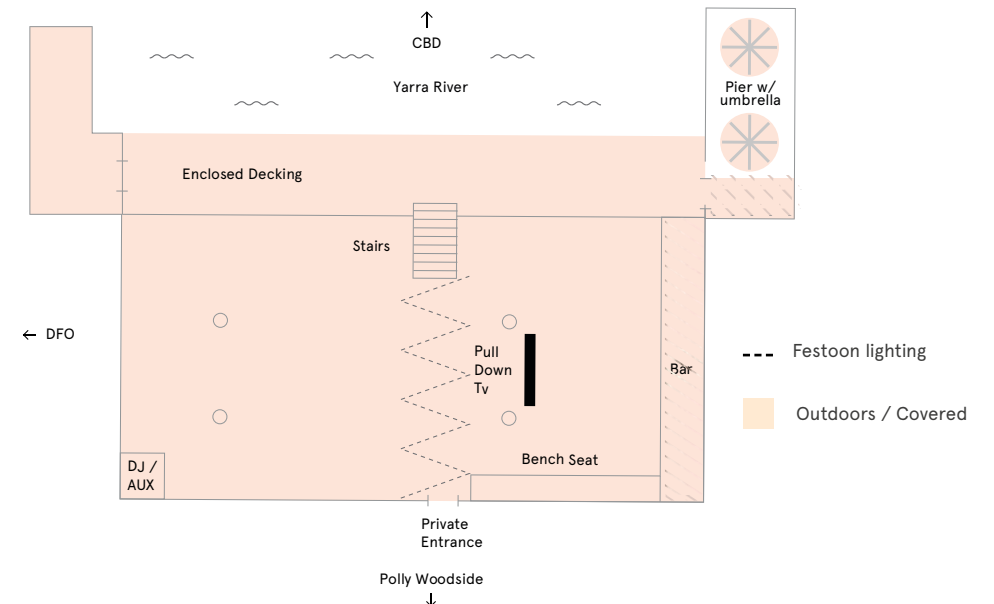 CBD
Yarra River
Pier w/
umbrella
Enclosed Decking
Stairs
← DFO
Pull
Down
Tv
Bar
Festoon lighting
Outdoors / Covered
Bench Seat
DJ /
AUX
Private
Entrance
Polly Woodside